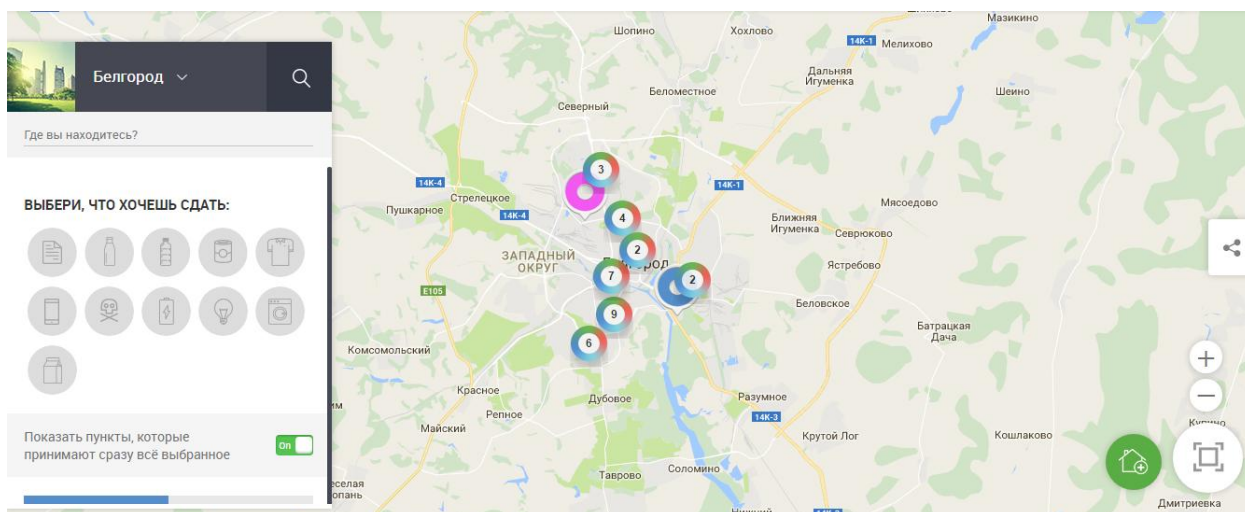 Белгород
Где вы находитесь?
ВЫБЕРИ, ЧТО ХОЧЕШЬ СДАТЬ:
Показать пункты, которые
принимают сразу всё выбранное
On
Мазикино
Шопино
Хохлово
14К-1
Мелихово
Дальняя
Игуменка
Беломестное
Шеино
Северный
3
14К-4
14К-1
Стрелецкое
Пушкарное
14К-4
4
Мясоедово
Ближняя
Игуменка
Севрюково
ЗАПАДНЫЙ
ОКРУГ
2
Ястребово
7
2
E105
Беловское
9
Батрацкая
Дача
6
Комсомольский
Красное
Дубовое
Разумное
Репное
14К-3
Майский
Крутой Лог
Кошлаково
Таврово
Соломино
Дмитриевка